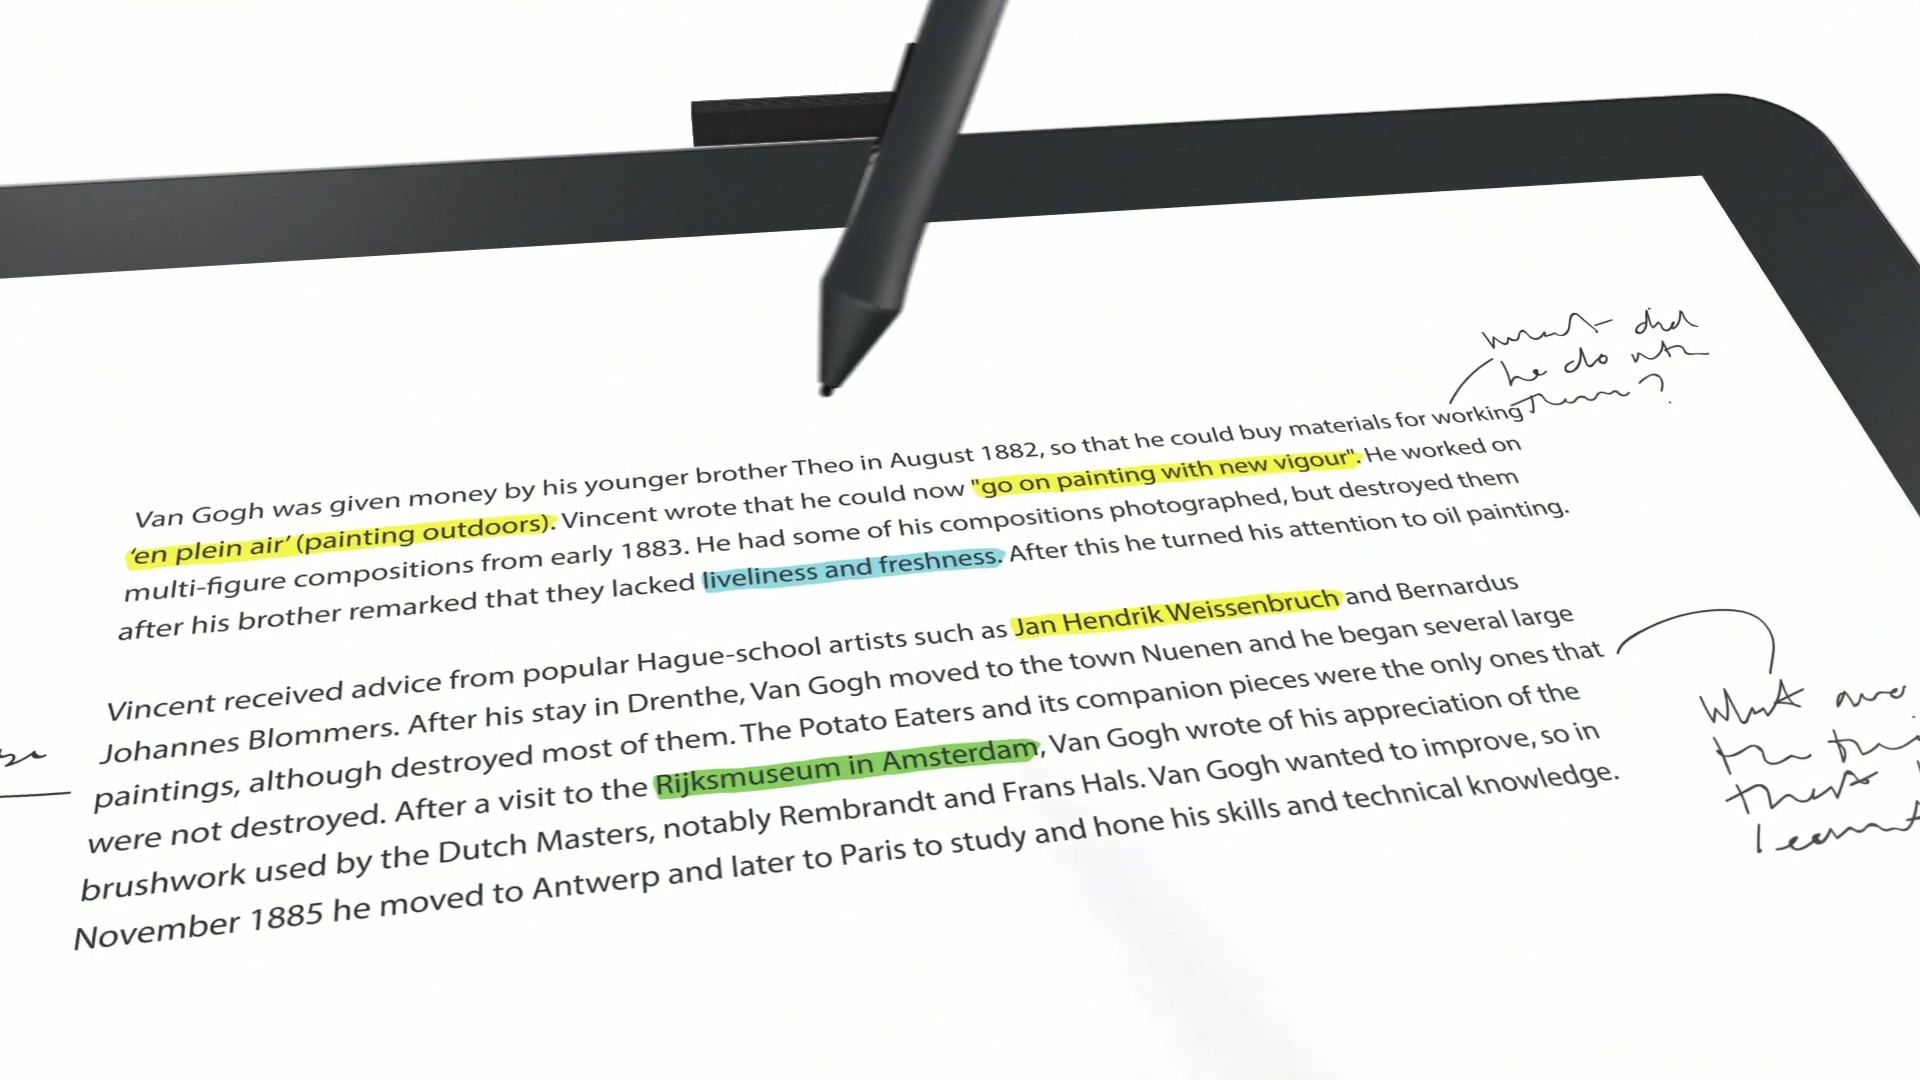 what did
he do with
them?
Van Gogh was given money by his younger brother Theo in August 1882, so that he could buy materials for working
‘en plein air’ (painting outdoors). Vincent wrote that he could now "go on painting with new vigour". He worked on
multi-figure compositions from early 1883. He had some of his compositions photographed, but destroyed them
after his brother remarked that they lacked liveliness and freshness. After this he turned his attention to oil painting.
Vincent received advice from popular Hague-school artists such as Jan Hendrik Weissenbruch and Bernardus
Johannes Blommers. After his stay in Drenthe, Van Gogh moved to the town Nuenen and he began several large
paintings, although destroyed most of them. The Potato Eaters and its companion pieces were the only ones that
were not destroyed. After a visit to the Rijksmuseum in Amsterdam, Van Gogh wrote of his appreciation of the
brushwork used by the Dutch Masters, notably Rembrandt and Frans Hals. Van Gogh wanted to improve, so in
November 1885 he moved to Antwerp and later to Paris to study and hone his skills and technical knowledge.
What are
the